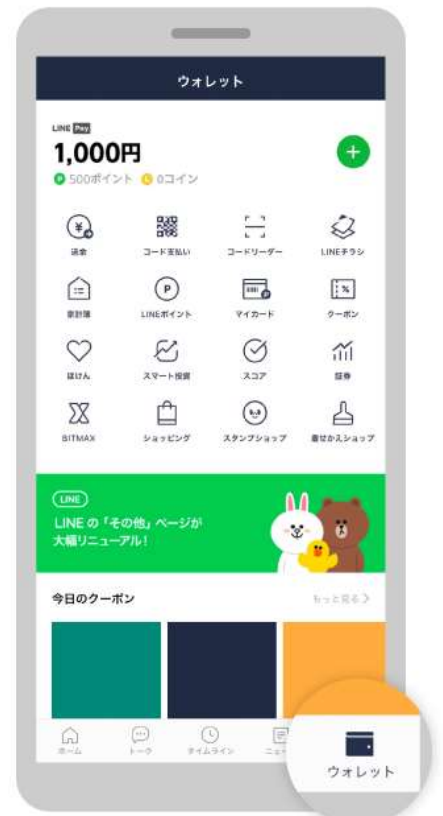 ウォレット
LINE Pay
1,000円
P 500ポイント 0コイン
送金 コード支払い コードリーダー LINEチラシ
家計簿 LINEポイント マイカード クーポン
ほけん スマート投資 スコア 証券
BITMAX ショッピング スタンプショップ 着せかえショップ
LINE
LINE の「その他」ページが
大幅リニューアル！
今日のクーポン もっと見る
ホーム トーク タイムライン ニュー
ウォレット